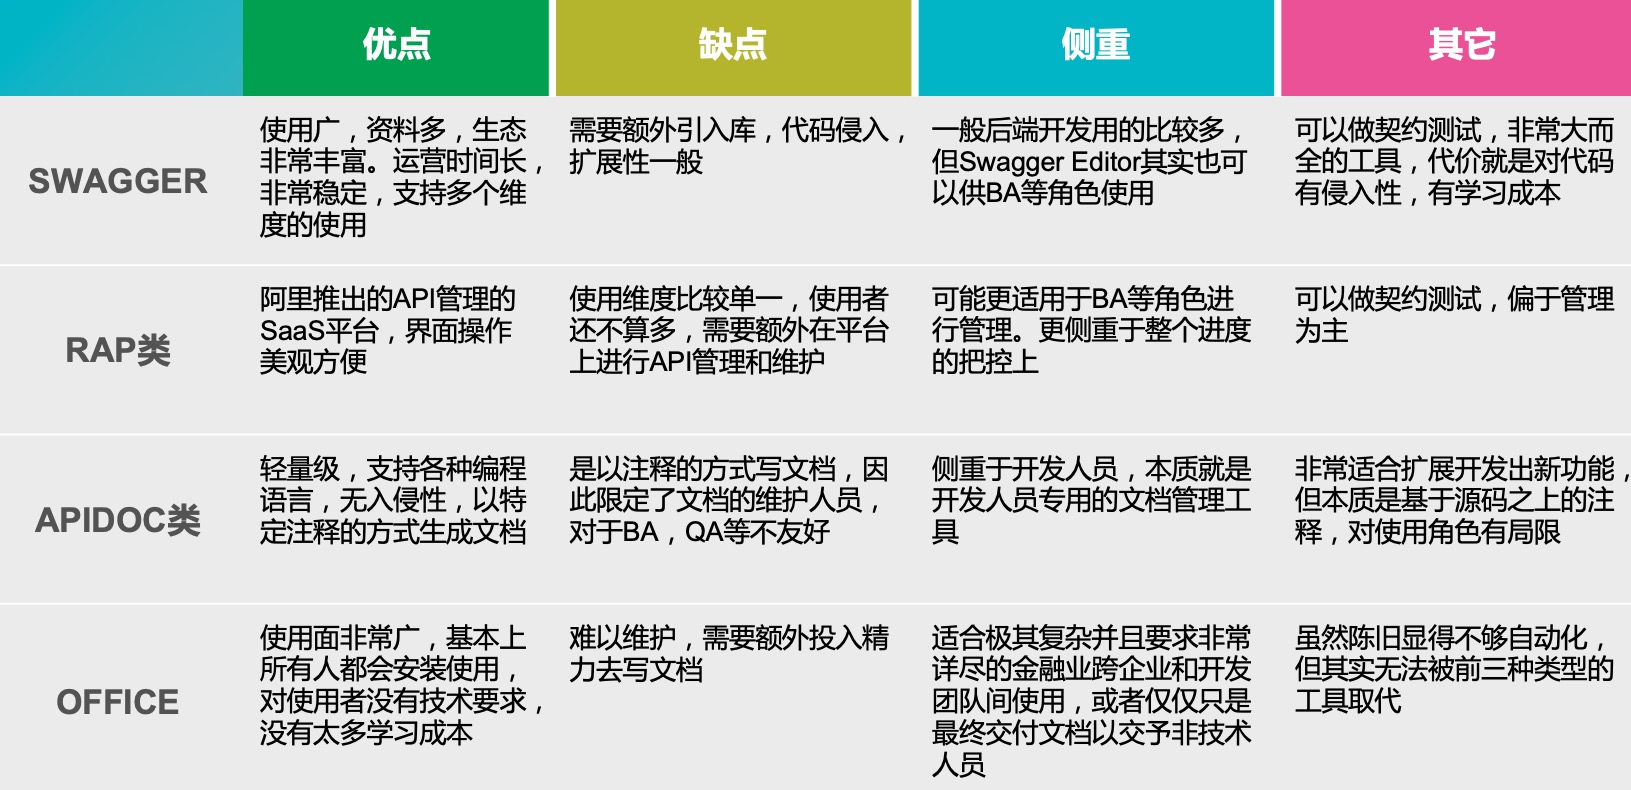 优点
缺点
侧重
其它
SWAGGER
使用广，资料多，生态
非常丰富。运营时间长，
非常稳定，支持多个维
度的使用
需要额外引入库，代码侵入，
扩展性一般
一般后端开发用的比较多，
但Swagger Editor其实也可
以供BA等角色使用
可以做契约测试，非常大而
全的工具，代价就是对代码
有侵入性，有学习成本
RAP类
阿里推出的API管理的
SaaS平台，界面操作
美观方便
使用维度比较单一，使用者
还不算多，需要额外在平台
上进行API管理和维护
可能更适用于BA等角色进
行管理。更侧重于整个进度
的把控上
可以做契约测试，偏于管理
为主
APIDOC类
轻量级，支持各种编程
语言，无入侵性，以特
定注释的方式生成文档
是以注释的方式写文档，因
此限定了文档的维护人员，
对于BA，QA等不友好
侧重于开发人员，本质就是
开发人员专用的文档管理工
具
非常适合扩展开发出新功能，
但本质是基于源码之上的注
释，对使用角色有局限
OFFICE
使用面非常广，基本上
所有人都会安装使用，
对使用者没有技术要求，
没有太多学习成本
难以维护，需要额外投入精
力去写文档
适合极其复杂并且要求非常
详尽的金融业跨企业和开发
团队间使用，或者仅仅只是
最终交付文档以交予非技术
人员
虽然陈旧显得不够自动化，
但其实无法被前三种类型的
工具取代